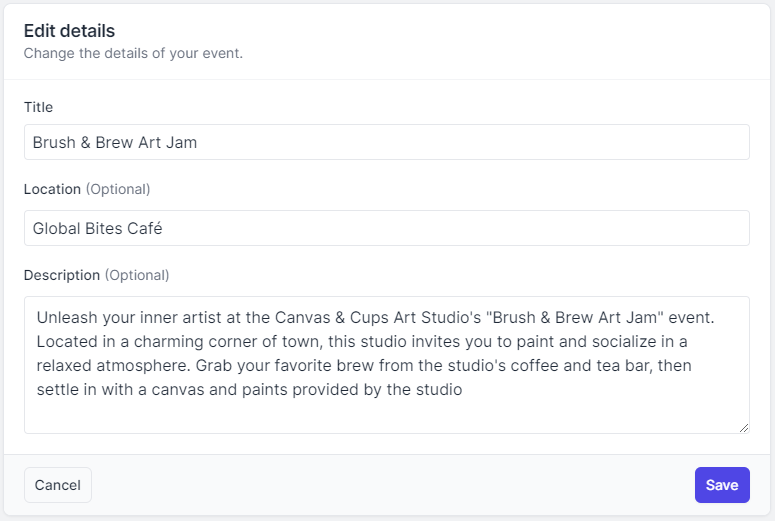 Edit details
Change the details of your event.
Title
Brush & Brew Art Jam
Location (Optional)
Global Bites Café
Description (Optional)
Unleash your inner artist at the Canvas & Cups Art Studio's "Brush & Brew Art Jam" event.
Located in a charming corner of town, this studio invites you to paint and socialize in a
relaxed atmosphere. Grab your favorite brew from the studio's coffee and tea bar, then
settle in with a canvas and paints provided by the studio
Cancel
Save